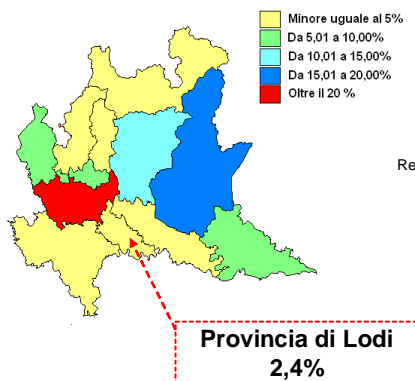 Minore uguale al 5%
Da 5,01 a 10,00%
Da 10,01 a 15,00%
Da 15,01 a 20,00%
Oltre il 20 %
Re
Provincia di Lodi
2,4%